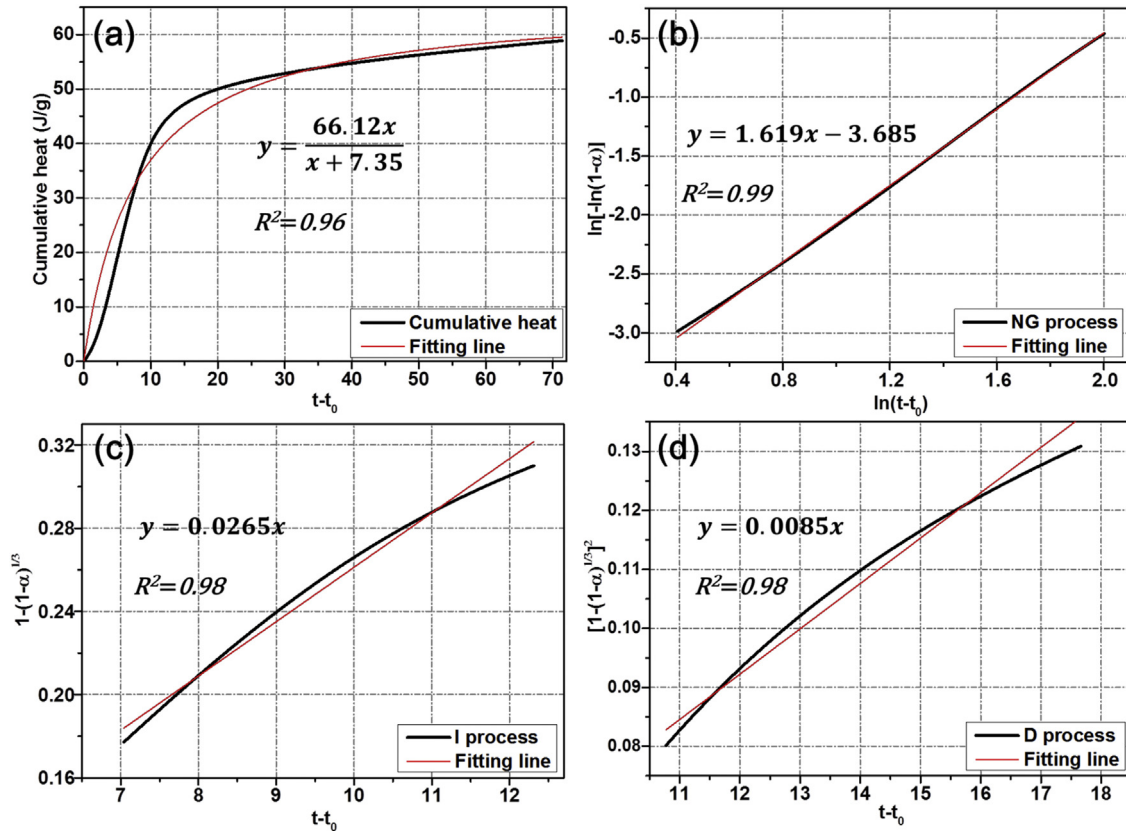 (a)
Cumulative heat (J/g)
60
50
40
30
20
10
0
y = 66.12x / x + 7.35
R²=0.96
Cumulative heat
Fitting line
0 10 20 30 40 50 60 70
t-t₀
(b)
ln[-ln(1-α)]
-0.5
-1.0
-1.5
-2.0
-2.5
-3.0
y = 1.619x − 3.685
R²=0.99
NG process
Fitting line
0.4 0.8 1.2 1.6 2.0
ln(t-t₀)
(c)
1-(1-α)^1/3
0.32
0.28
0.24
0.20
0.16
y = 0.0265x
R²=0.98
I process
Fitting line
7 8 9 10 11 12
t-t₀
(d)
[1-(1-α)^1/3]²
0.13
0.12
0.11
0.10
0.09
0.08
y = 0.0085x
R²=0.98
D process
Fitting line
11 12 13 14 15 16 17 18
t-t₀